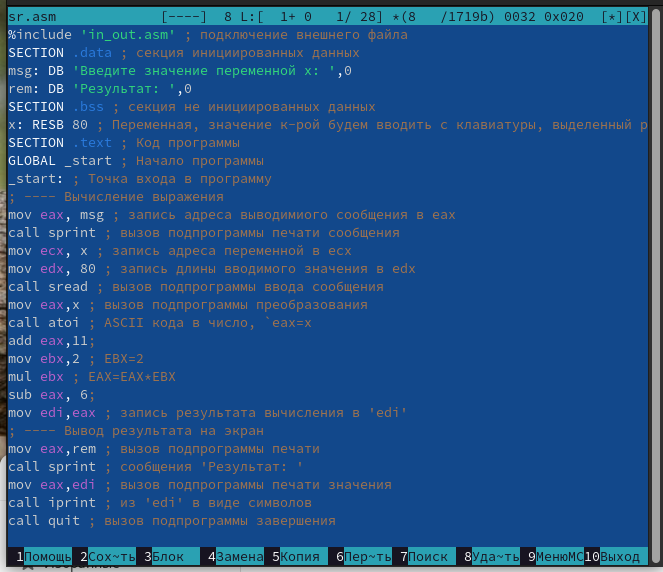 sr.asm [----] 8 L:[ 1+ 0 1/ 28] *(8 /1719b) 0032 0x020 [*][X]
%include 'in_out.asm' ; подключение внешнего файла
SECTION .data ; секция инициированных данных
msg: DB 'Введите значение переменной x: ',0
rem: DB 'Результат: ',0
SECTION .bss ; секция не инициированных данных
x: RESB 80 ; Переменная, значение к-рой будем вводить с клавиатуры, выделенный р
SECTION .text ; Код программы
GLOBAL _start ; Начало программы
_start: ; Точка входа в программу
; ---- Вычисление выражения
mov eax, msg ; запись адреса выводимиого сообщения в eax
call sprint ; вызов подпрограммы печати сообщения
mov ecx, x ; запись адреса переменной в ecx
mov edx, 80 ; запись длины вводимого значения в edx
call sread ; вызов подпрограммы ввода сообщения
mov eax,x ; вызов подпрограммы преобразования
call atoi ; ASCII кода в число, `eax=x
add eax,11;
mov ebx,2 ; EBX=2
mul ebx ; EAX=EAX*EBX
sub eax, 6;
mov edi,eax ; запись результата вычисления в 'edi'
; ---- Вывод результата на экран
mov eax,rem ; вызов подпрограммы печати
call sprint ; сообщения 'Результат: '
mov eax,edi ; вызов подпрограммы печати значения
call iprint ; из 'edi' в виде символов
call quit ; вызов подпрограммы завершения
1Помощь 2Сох~ть 3Блок 4Замена 5Копия 6Пер~ть 7Поиск 8Уда~ть 9МенюMC 10Выход